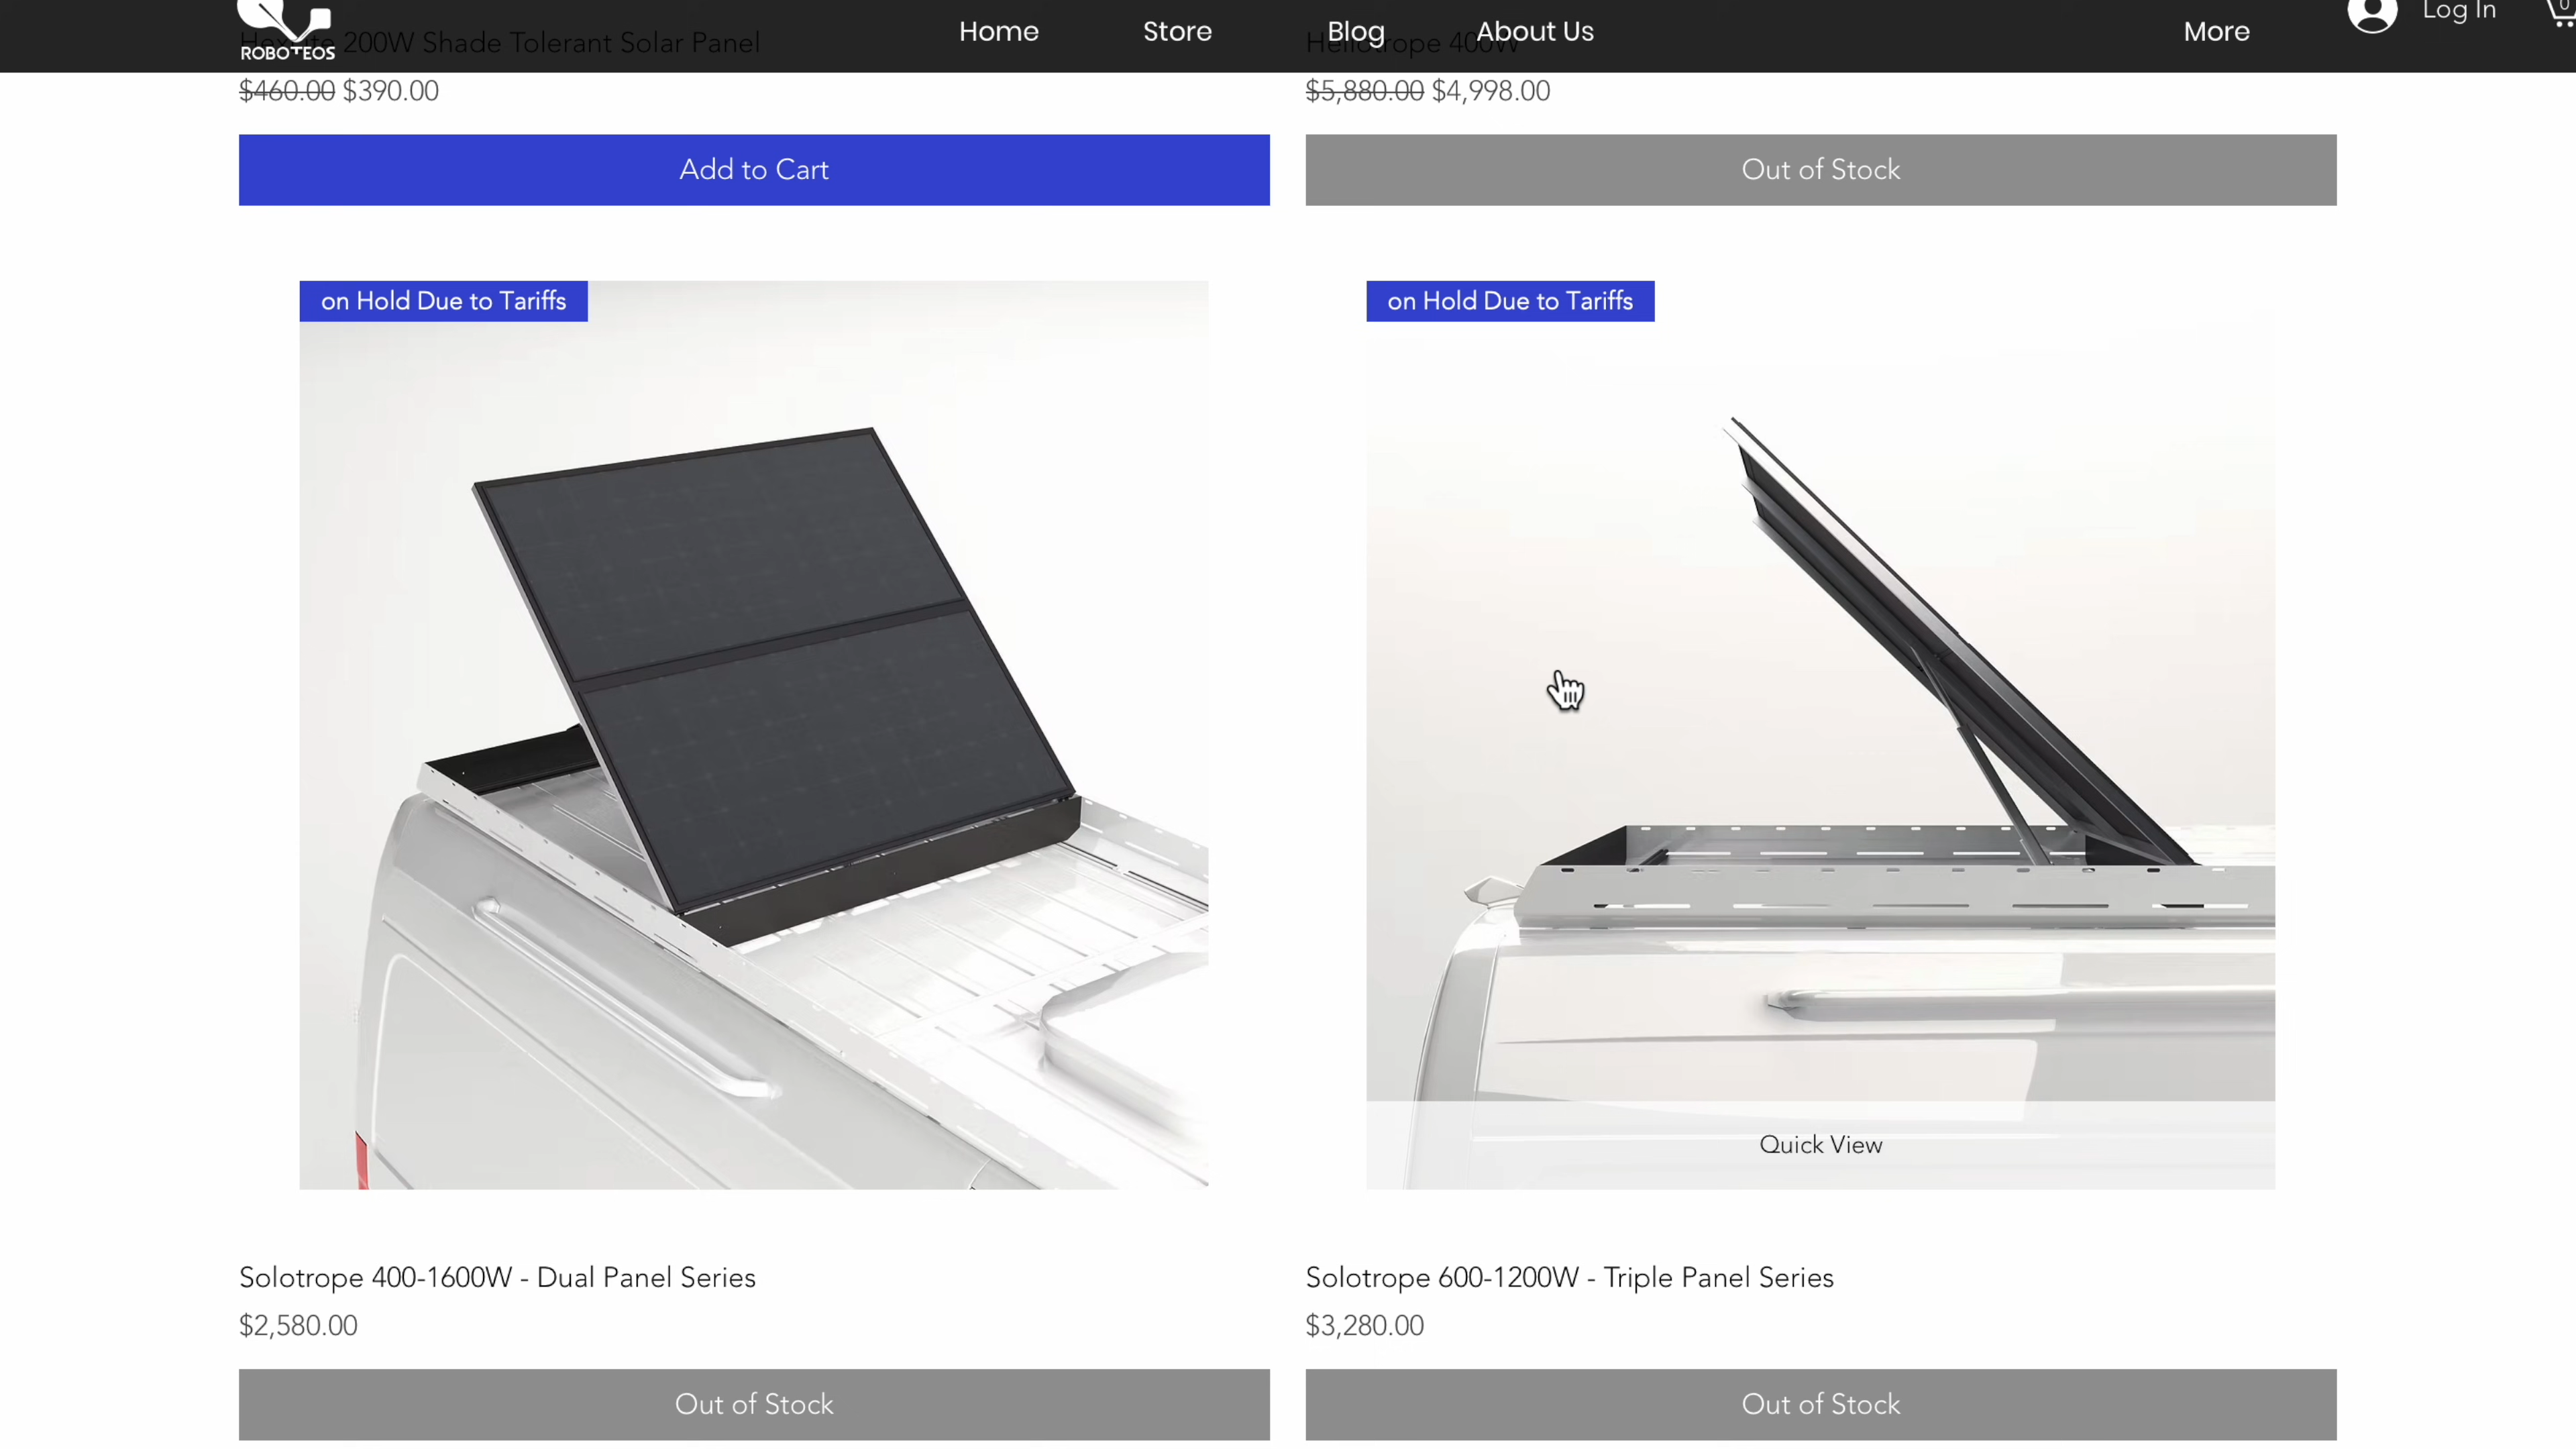 ROBOTEOS
Home
Store
Blog
About Us
More
Log In
0
200W Shade Tolerant Solar Panel
Heliotrope 400W
$460.00 $390.00
$5,880.00 $4,998.00
Add to Cart
Out of Stock
on Hold Due to Tariffs
on Hold Due to Tariffs
Quick View
Solotrope 400-1600W - Dual Panel Series
Solotrope 600-1200W - Triple Panel Series
$2,580.00
$3,280.00
Out of Stock
Out of Stock